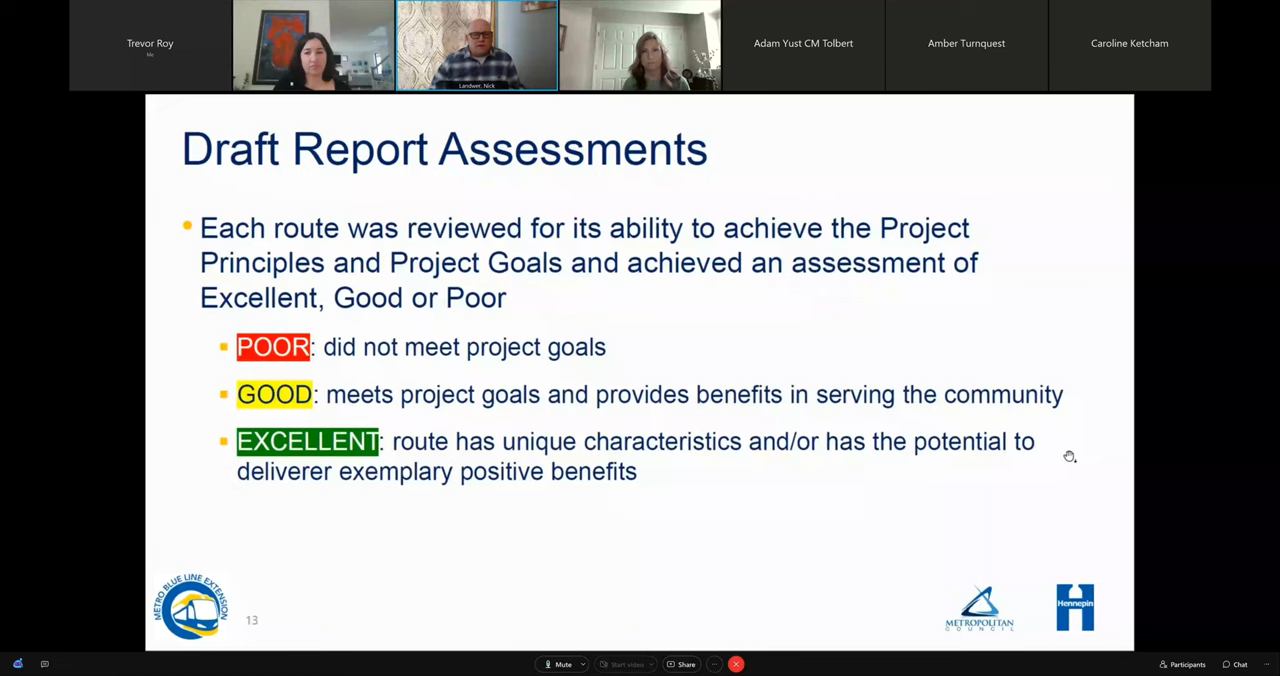 Trevor Roy
Me
Landwer, Nick
Adam Yust CM Tolbert
Amber Turnquest
Caroline Ketcham
Draft Report Assessments
Each route was reviewed for its ability to achieve the Project
Principles and Project Goals and achieved an assessment of
Excellent, Good or Poor
POOR: did not meet project goals
GOOD: meets project goals and provides benefits in serving the community
EXCELLENT: route has unique characteristics and/or has the potential to
deliverer exemplary positive benefits
METRO BLUE LINE EXTENSION
13
METROPOLITAN
COUNCIL
Hennepin
Mute
Start video
Share
Participants
Chat